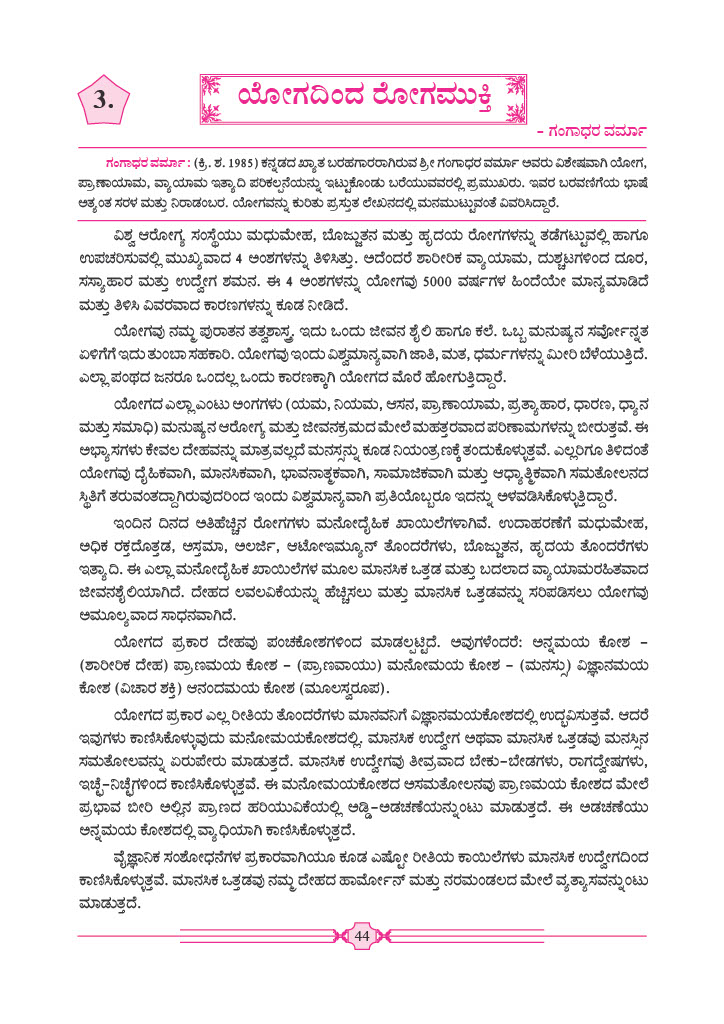 3.
ಯೋಗದಿಂದ ರೋಗಮುಕ್ತಿ
– ಗಂಗಾಧರ ವರ್ಮಾ
ಗಂಗಾಧರ ವರ್ಮಾ : (ಕ್ರಿ. ಶ. 1985) ಕನ್ನಡದ ಖ್ಯಾತ ಬರಹಗಾರರಾಗಿರುವ ಶ್ರೀ ಗಂಗಾಧರ ವರ್ಮಾ ಅವರು ವಿಶೇಷವಾಗಿ ಯೋಗ,
ಪ್ರಾಣಾಯಾಮ, ವ್ಯಾಯಾಮ ಇತ್ಯಾದಿ ಪರಿಕಲ್ಪನೆಯನ್ನು ಇಟ್ಟುಕೊಂಡು ಬರೆಯುವವರಲ್ಲಿ ಪ್ರಮುಖರು. ಇವರ ಬರವಣಿಗೆಯ ಭಾಷೆ
ಅತ್ಯಂತ ಸರಳ ಮತ್ತು ನಿರಾಡಂಬರ. ಯೋಗವನ್ನು ಕುರಿತು ಪ್ರಸ್ತುತ ಲೇಖನದಲ್ಲಿ ಮನಮುಟ್ಟುವಂತೆ ವಿವರಿಸಿದ್ದಾರೆ.
ವಿಶ್ವ ಆರೋಗ್ಯ ಸಂಸ್ಥೆಯು ಮಧುಮೇಹ, ಬೊಜ್ಜುತನ ಮತ್ತು ಹೃದಯ ರೋಗಗಳನ್ನು ತಡೆಗಟ್ಟುವಲ್ಲಿ ಹಾಗೂ
ಉಪಚರಿಸುವಲ್ಲಿ ಮುಖ್ಯವಾದ 4 ಅಂಶಗಳನ್ನು ತಿಳಿಸಿತ್ತು. ಅದೆಂದರೆ ಶಾರೀರಿಕ ವ್ಯಾಯಾಮ, ದುಶ್ಚಟಗಳಿಂದ ದೂರ,
ಸಸ್ಯಾಹಾರ ಮತ್ತು ಉದ್ವೇಗ ಶಮನ. ಈ 4 ಅಂಶಗಳನ್ನು ಯೋಗವು 5000 ವರ್ಷಗಳ ಹಿಂದೆಯೇ ಮಾನ್ಯಮಾಡಿದೆ
ಮತ್ತು ತಿಳಿಸಿ ವಿವರವಾದ ಕಾರಣಗಳನ್ನು ಕೂಡ ನೀಡಿದೆ.
ಯೋಗವು ನಮ್ಮ ಪುರಾತನ ತತ್ವಶಾಸ್ತ್ರ. ಇದು ಒಂದು ಜೀವನ ಶೈಲಿ ಹಾಗೂ ಕಲೆ. ಒಬ್ಬ ಮನುಷ್ಯನ ಸರ್ವೋನ್ನತ
ಏಳಿಗೆಗೆ ಇದು ತುಂಬಾ ಸಹಕಾರಿ. ಯೋಗವು ಇಂದು ವಿಶ್ವಮಾನ್ಯವಾಗಿ ಜಾತಿ, ಮತ, ಧರ್ಮಗಳನ್ನು ಮೀರಿ ಬೆಳೆಯುತ್ತಿದೆ.
ಎಲ್ಲಾ ಪಂಥದ ಜನರೂ ಒಂದಲ್ಲ ಒಂದು ಕಾರಣಕ್ಕಾಗಿ ಯೋಗದ ಮೊರೆ ಹೋಗುತ್ತಿದ್ದಾರೆ.
ಯೋಗದ ಎಲ್ಲಾ ಎಂಟು ಅಂಗಗಳು (ಯಮ, ನಿಯಮ, ಆಸನ, ಪ್ರಾಣಾಯಾಮ, ಪ್ರತ್ಯಾಹಾರ, ಧಾರಣ, ಧ್ಯಾನ
ಮತ್ತು ಸಮಾಧಿ) ಮನುಷ್ಯನ ಆರೋಗ್ಯ ಮತ್ತು ಜೀವನಕ್ರಮದ ಮೇಲೆ ಮಹತ್ತರವಾದ ಪರಿಣಾಮಗಳನ್ನು ಬೀರುತ್ತವೆ. ಈ
ಅಭ್ಯಾಸಗಳು ಕೇವಲ ದೇಹವನ್ನು ಮಾತ್ರವಲ್ಲದೆ ಮನಸ್ಸನ್ನು ಕೂಡ ನಿಯಂತ್ರಣಕ್ಕೆ ತಂದುಕೊಳ್ಳುತ್ತವೆ. ಎಲ್ಲರಿಗೂ ತಿಳಿದಂತೆ
ಯೋಗವು ದೈಹಿಕವಾಗಿ, ಮಾನಸಿಕವಾಗಿ, ಭಾವನಾತ್ಮಕವಾಗಿ, ಸಾಮಾಜಿಕವಾಗಿ ಮತ್ತು ಆಧ್ಯಾತ್ಮಿಕವಾಗಿ ಸಮತೋಲನದ
ಸ್ಥಿತಿಗೆ ತರುವಂತದ್ದಾಗಿರುವುದರಿಂದ ಇಂದು ವಿಶ್ವಮಾನ್ಯವಾಗಿ ಪ್ರತಿಯೊಬ್ಬರೂ ಇದನ್ನು ಅಳವಡಿಸಿಕೊಳ್ಳುತ್ತಿದ್ದಾರೆ.
ಇಂದಿನ ದಿನದ ಅತಿಹೆಚ್ಚಿನ ರೋಗಗಳು ಮನೋದೈಹಿಕ ಖಾಯಿಲೆಗಳಾಗಿವೆ. ಉದಾಹರಣೆಗೆ ಮಧುಮೇಹ,
ಅಧಿಕ ರಕ್ತದೊತ್ತಡ, ಅಸ್ತಮಾ, ಅಲರ್ಜಿ, ಆಟೋಇಮ್ಯೂನ್ ತೊಂದರೆಗಳು, ಬೊಜ್ಜುತನ, ಹೃದಯ ತೊಂದರೆಗಳು
ಇತ್ಯಾದಿ. ಈ ಎಲ್ಲಾ ಮನೋದೈಹಿಕ ಖಾಯಿಲೆಗಳ ಮೂಲ ಮಾನಸಿಕ ಒತ್ತಡ ಮತ್ತು ಬದಲಾದ ವ್ಯಾಯಾಮರಹಿತವಾದ
ಜೀವನಶೈಲಿಯಾಗಿದೆ. ದೇಹದ ಲವಲವಿಕೆಯನ್ನು ಹೆಚ್ಚಿಸಲು ಮತ್ತು ಮಾನಸಿಕ ಒತ್ತಡವನ್ನು ಸರಿಪಡಿಸಲು ಯೋಗವು
ಅಮೂಲ್ಯವಾದ ಸಾಧನವಾಗಿದೆ.
ಯೋಗದ ಪ್ರಕಾರ ದೇಹವು ಪಂಚಕೋಶಗಳಿಂದ ಮಾಡಲ್ಪಟ್ಟಿದೆ. ಅವುಗಳೆಂದರೆ: ಅನ್ನಮಯ ಕೋಶ –
(ಶಾರೀರಿಕ ದೇಹ) ಪ್ರಾಣಮಯ ಕೋಶ – (ಪ್ರಾಣವಾಯು) ಮನೋಮಯ ಕೋಶ – (ಮನಸ್ಸು) ವಿಜ್ಞಾನಮಯ
ಕೋಶ (ವಿಚಾರ ಶಕ್ತಿ) ಆನಂದಮಯ ಕೋಶ (ಮೂಲಸ್ವರೂಪ).
ಯೋಗದ ಪ್ರಕಾರ ಎಲ್ಲ ರೀತಿಯ ತೊಂದರೆಗಳು ಮಾನವನಿಗೆ ವಿಜ್ಞಾನಮಯಕೋಶದಲ್ಲಿ ಉದ್ಭವಿಸುತ್ತವೆ. ಆದರೆ
ಇವುಗಳು ಕಾಣಿಸಿಕೊಳ್ಳುವುದು ಮನೋಮಯಕೋಶದಲ್ಲಿ. ಮಾನಸಿಕ ಉದ್ವೇಗ ಅಥವಾ ಮಾನಸಿಕ ಒತ್ತಡವು ಮನಸ್ಸಿನ
ಸಮತೋಲವನ್ನು ಏರುಪೇರು ಮಾಡುತ್ತದೆ. ಮಾನಸಿಕ ಉದ್ವೇಗವು ತೀವ್ರವಾದ ಬೇಕು–ಬೇಡಗಳು, ರಾಗದ್ವೇಷಗಳು,
ಇಚ್ಛೆ–ನಿಚ್ಛೆಗಳಿಂದ ಕಾಣಿಸಿಕೊಳ್ಳುತ್ತವೆ. ಈ ಮನೋಮಯಕೋಶದ ಅಸಮತೋಲನವು ಪ್ರಾಣಮಯ ಕೋಶದ ಮೇಲೆ
ಪ್ರಭಾವ ಬೀರಿ ಅಲ್ಲಿನ ಪ್ರಾಣದ ಹರಿಯುವಿಕೆಯಲ್ಲಿ ಅಡ್ಡಿ–ಅಡಚಣೆಯನ್ನುಂಟು ಮಾಡುತ್ತದೆ. ಈ ಅಡಚಣೆಯು
ಅನ್ನಮಯ ಕೋಶದಲ್ಲಿ ವ್ಯಾಧಿಯಾಗಿ ಕಾಣಿಸಿಕೊಳ್ಳುತ್ತದೆ.
ವೈಜ್ಞಾನಿಕ ಸಂಶೋಧನೆಗಳ ಪ್ರಕಾರವಾಗಿಯೂ ಕೂಡ ಎಷ್ಟೋ ರೀತಿಯ ಕಾಯಿಲೆಗಳು ಮಾನಸಿಕ ಉದ್ವೇಗದಿಂದ
ಕಾಣಿಸಿಕೊಳ್ಳುತ್ತವೆ. ಮಾನಸಿಕ ಒತ್ತಡವು ನಮ್ಮ ದೇಹದ ಹಾರ್ಮೋನ್ ಮತ್ತು ನರಮಂಡಲದ ಮೇಲೆ ವ್ಯತ್ಯಾಸವನ್ನುಂಟು
ಮಾಡುತ್ತದೆ.
44